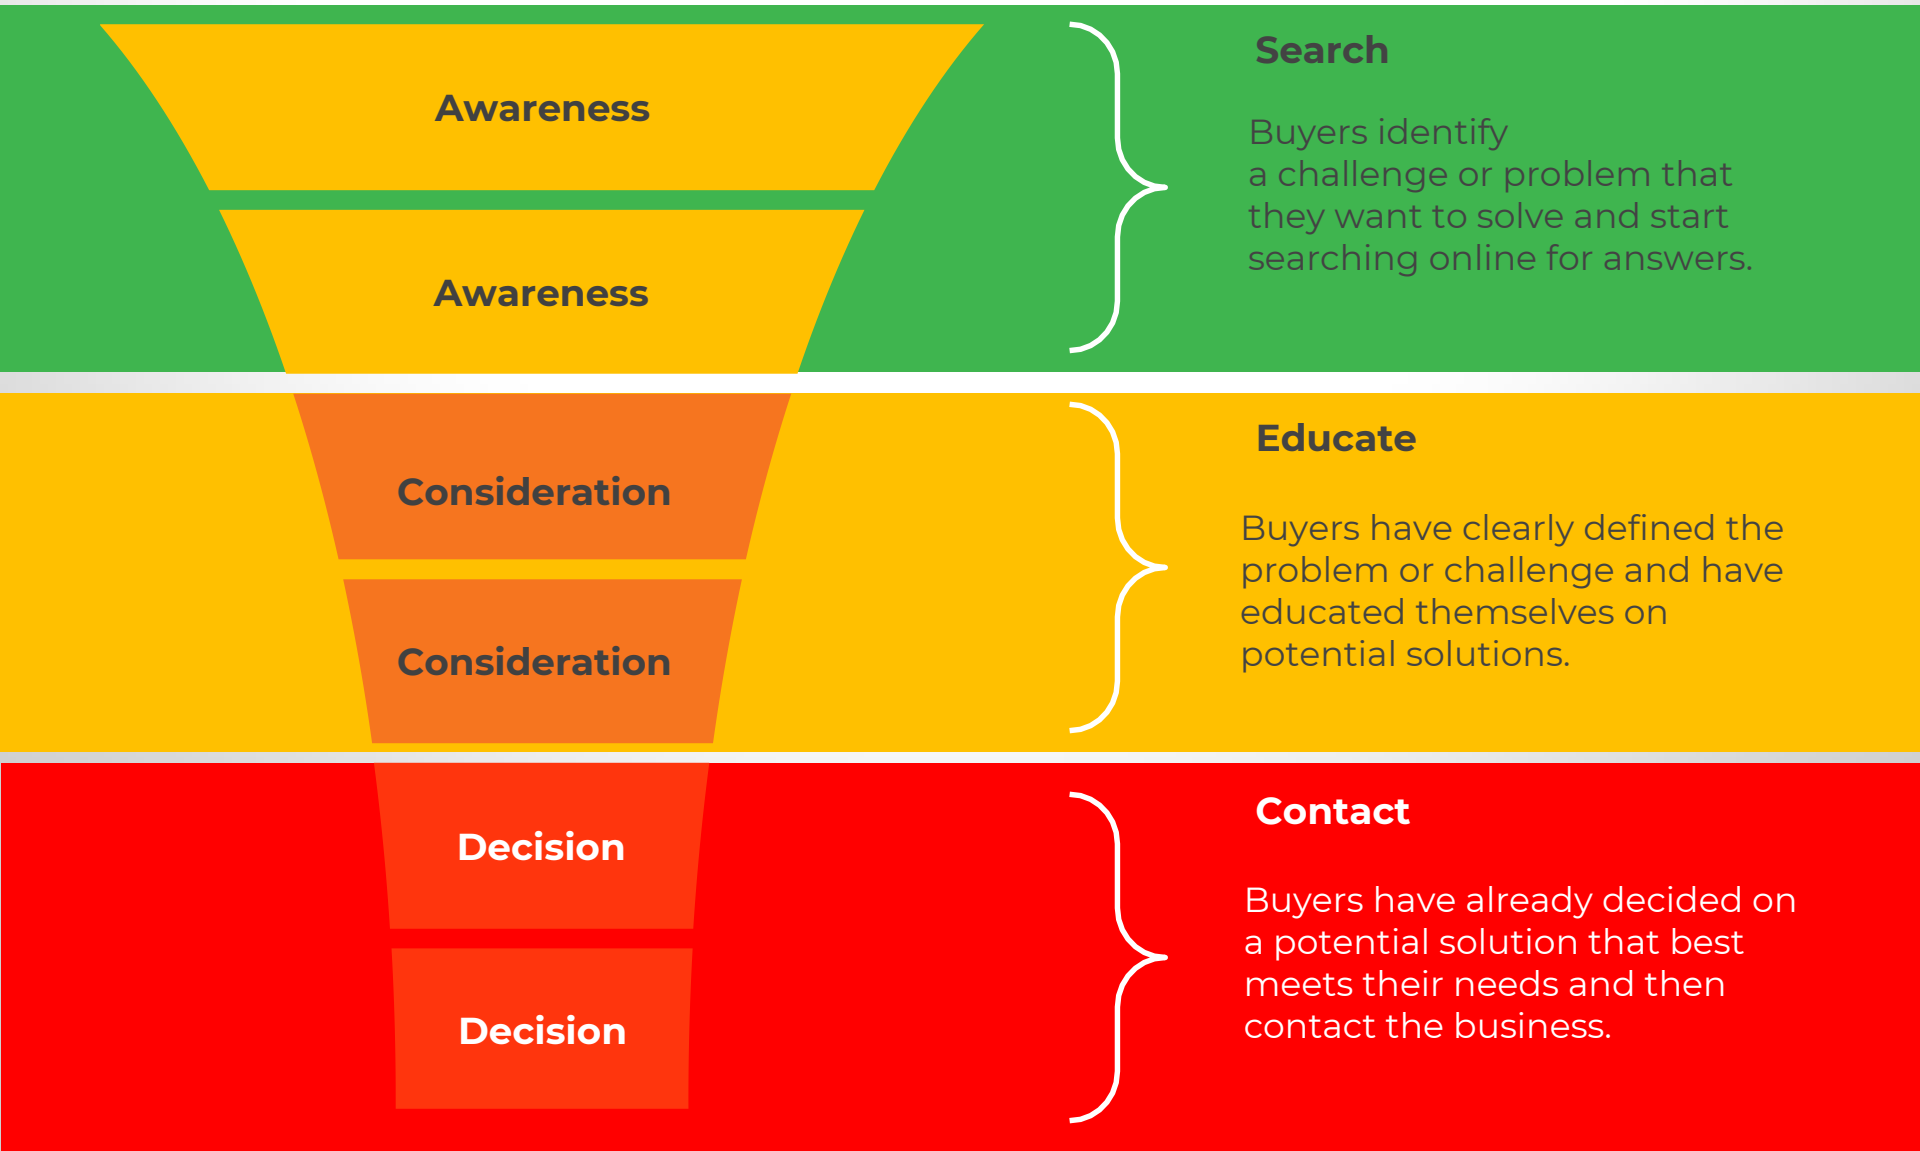 Awareness
Awareness
Search
Buyers identify
a challenge or problem that
they want to solve and start
searching online for answers.
Consideration
Consideration
Educate
Buyers have clearly defined the
problem or challenge and have
educated themselves on
potential solutions.
Decision
Decision
Contact
Buyers have already decided on
a potential solution that best
meets their needs and then
contact the business.